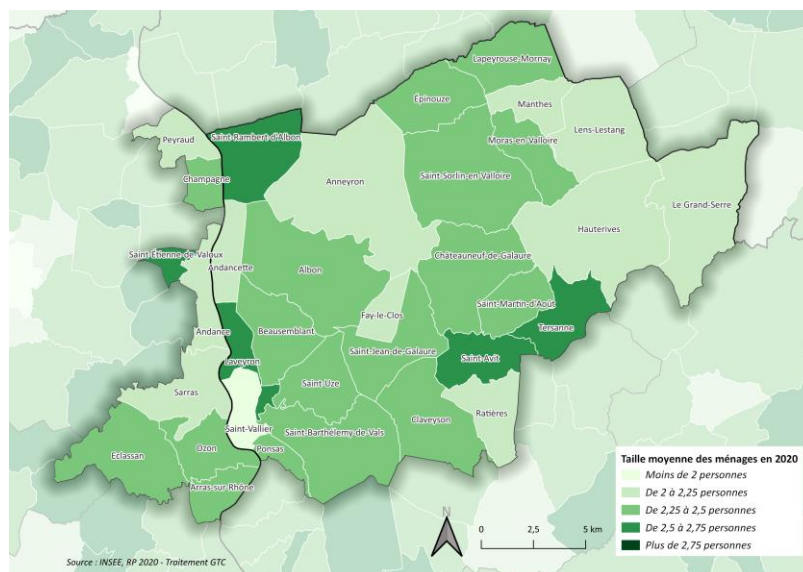 Lapeyrouse-Mornay
Épinouze
Manthes
Saint-Rambert-d'Albon
Peyraud
Lens-Lestang
Moras-en-Valloire
Champagne
Anneyron
Saint-Sorlin-en-Valloire
Le Grand-Serre
Hauterives
Saint-Étienne-de-Valoux
Châteauneuf-de-Galaure
Andancette
Albon
Saint-Martin-d'Août
Fay-le-Clos
Tersanne
Andance
Beausemblant
Saint-Jean-de-Galaure
Saint-Avit
Laveyron
Saint-Uze
Sarras
Ratières
Claveyson
Saint-Vallier
Saint-Barthélemy-de-Vals
Ozon
Ponsas
Eclassan
Arras-sur-Rhône
Taille moyenne des ménages en 2020
Moins de 2 personnes
De 2 à 2,25 personnes
De 2,25 à 2,5 personnes
De 2,5 à 2,75 personnes
Plus de 2,75 personnes
0 2,5 5 km
Source : INSEE, RP 2020 - Traitement GTC